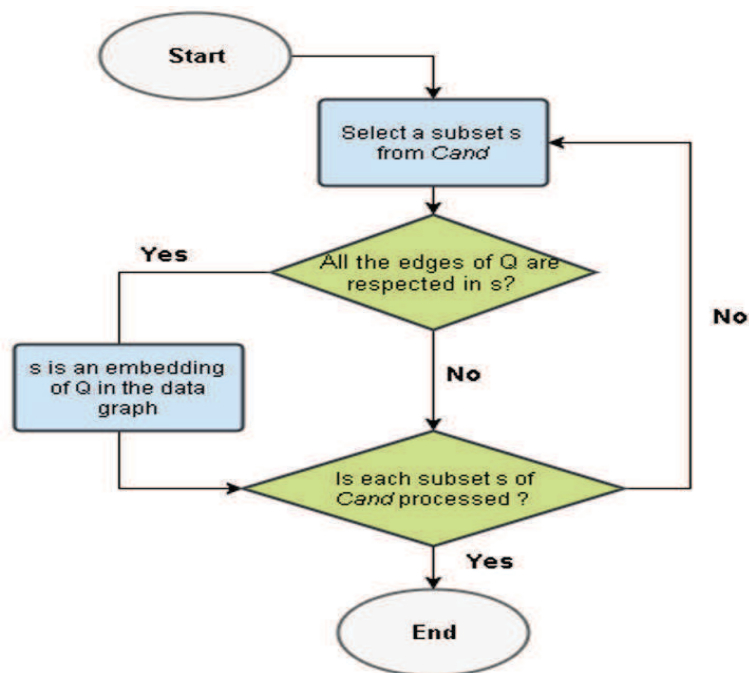 Start
Select a subset s
from Cand
Yes
All the edges of Q are
respected in s?
No
s is an embedding
of Q in the data
graph
No
Is each subset s of
Cand processed ?
Yes
End